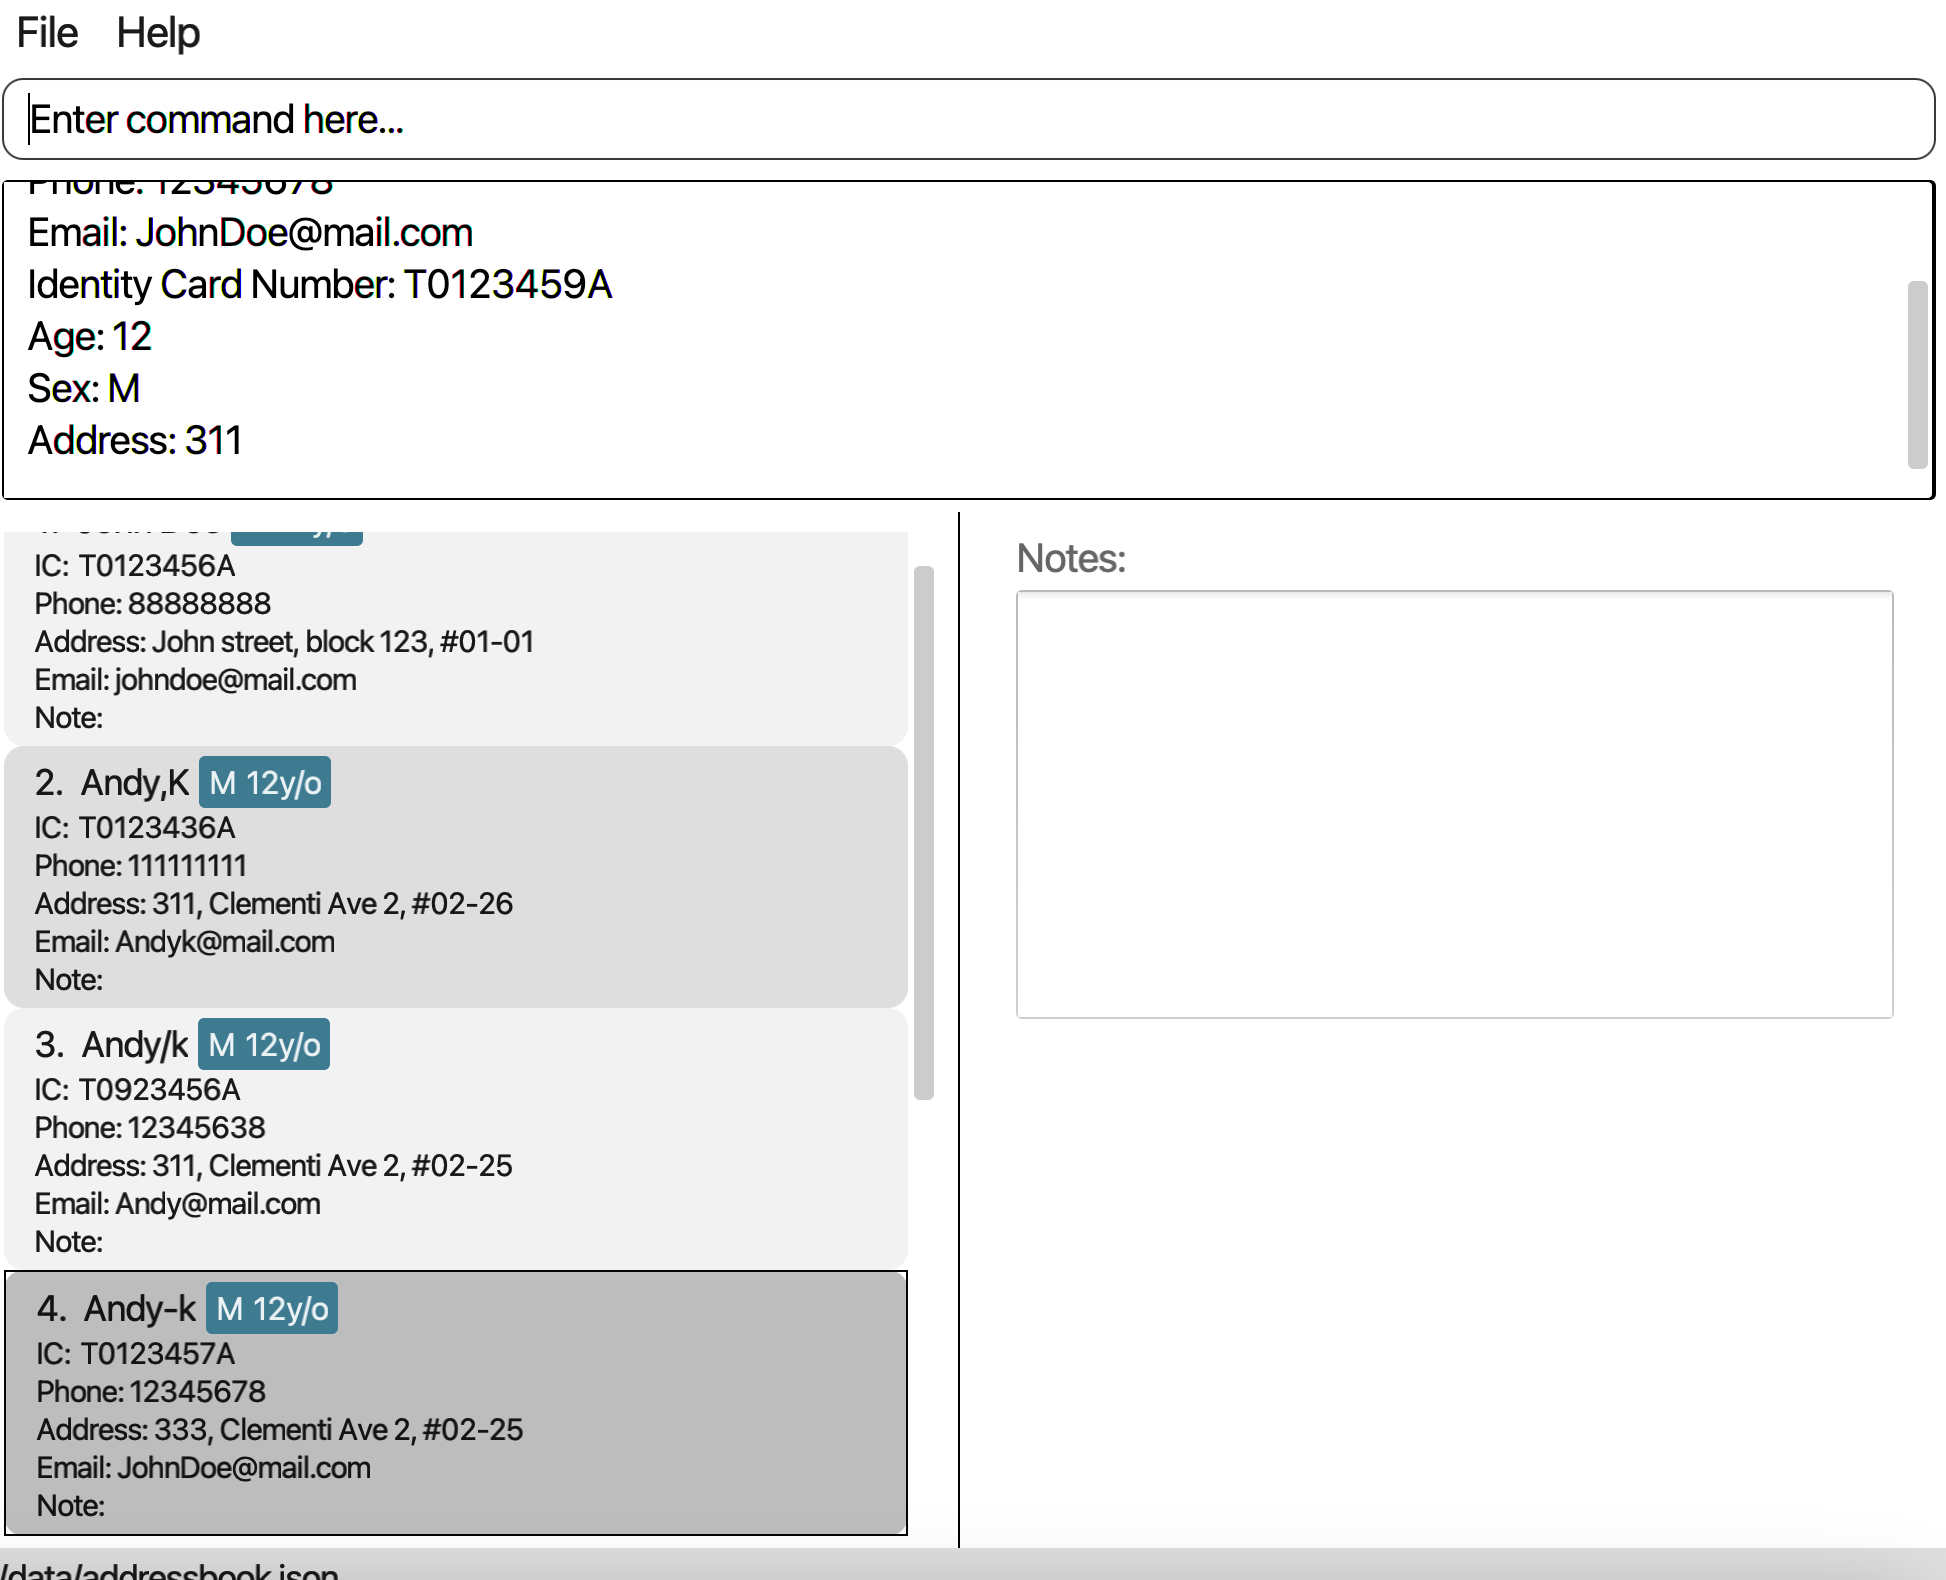 File Help
Enter command here...
Phone: 12345678
Email: JohnDoe@mail.com
Identity Card Number: T0123459A
Age: 12
Sex: M
Address: 311
IC: T0123456A
Phone: 88888888
Address: John street, block 123, #01-01
Email: johndoe@mail.com
Note:
2. Andy,K M 12y/o
IC: T0123436A
Phone: 111111111
Address: 311, Clementi Ave 2, #02-26
Email: Andyk@mail.com
Note:
3. Andy/k M 12y/o
IC: T0923456A
Phone: 12345638
Address: 311, Clementi Ave 2, #02-25
Email: Andy@mail.com
Note:
4. Andy-k M 12y/o
IC: T0123457A
Phone: 12345678
Address: 333, Clementi Ave 2, #02-25
Email: JohnDoe@mail.com
Note:
Notes:
/data/addressbook.json